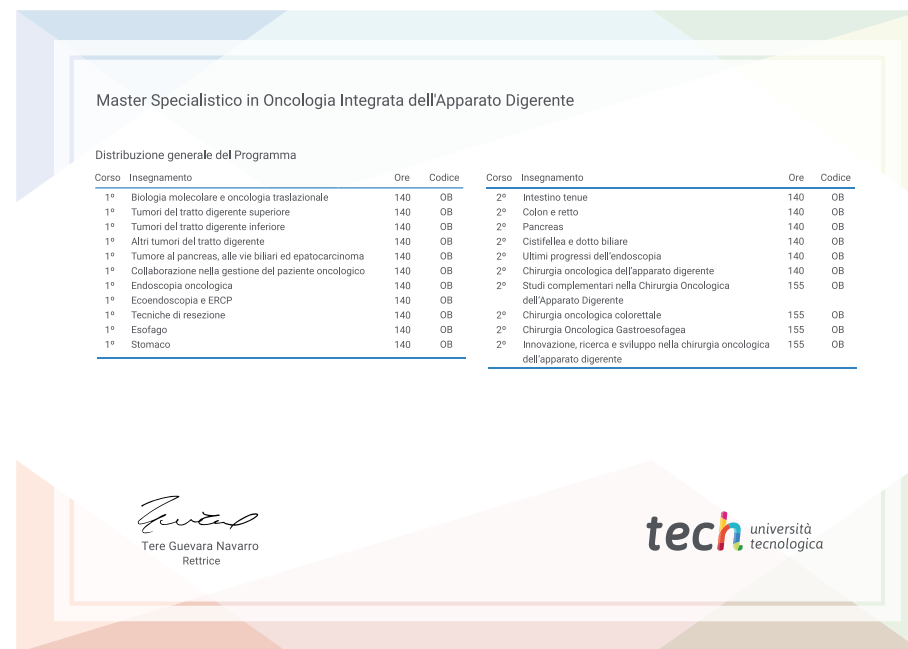 Master Specialistico in Oncologia Integrata dell'Apparato Digerente
Distribuzione generale del Programma
Corso Insegnamento Ore Codice
1º Biologia molecolare e oncologia traslazionale 140 OB
1º Tumori del tratto digerente superiore 140 OB
1º Tumori del tratto digerente inferiore 140 OB
1º Altri tumori del tratto digerente 140 OB
1º Tumore al pancreas, alle vie biliari ed epatocarcinoma 140 OB
1º Collaborazione nella gestione del paziente oncologico 140 OB
1º Endoscopia oncologica 140 OB
1º Ecoendoscopia e ERCP 140 OB
1º Tecniche di resezione 140 OB
1º Esofago 140 OB
1º Stomaco 140 OB
Corso Insegnamento Ore Codice
2º Intestino tenue 140 OB
2º Colon e retto 140 OB
2º Pancreas 140 OB
2º Cistifellea e dotto biliare 140 OB
2º Ultimi progressi dell'endoscopia 140 OB
2º Chirurgia oncologica dell'apparato digerente 140 OB
2º Studi complementari nella Chirurgia Oncologica 155 OB
dell'Apparato Digerente
2º Chirurgia oncologica colorettale 155 OB
2º Chirurgia Oncologica Gastroesofagea 155 OB
2º Innovazione, ricerca e sviluppo nella chirurgia oncologica 155 OB
dell'apparato digerente
Tere Guevara Navarro
Rettrice
tech università
tecnologica